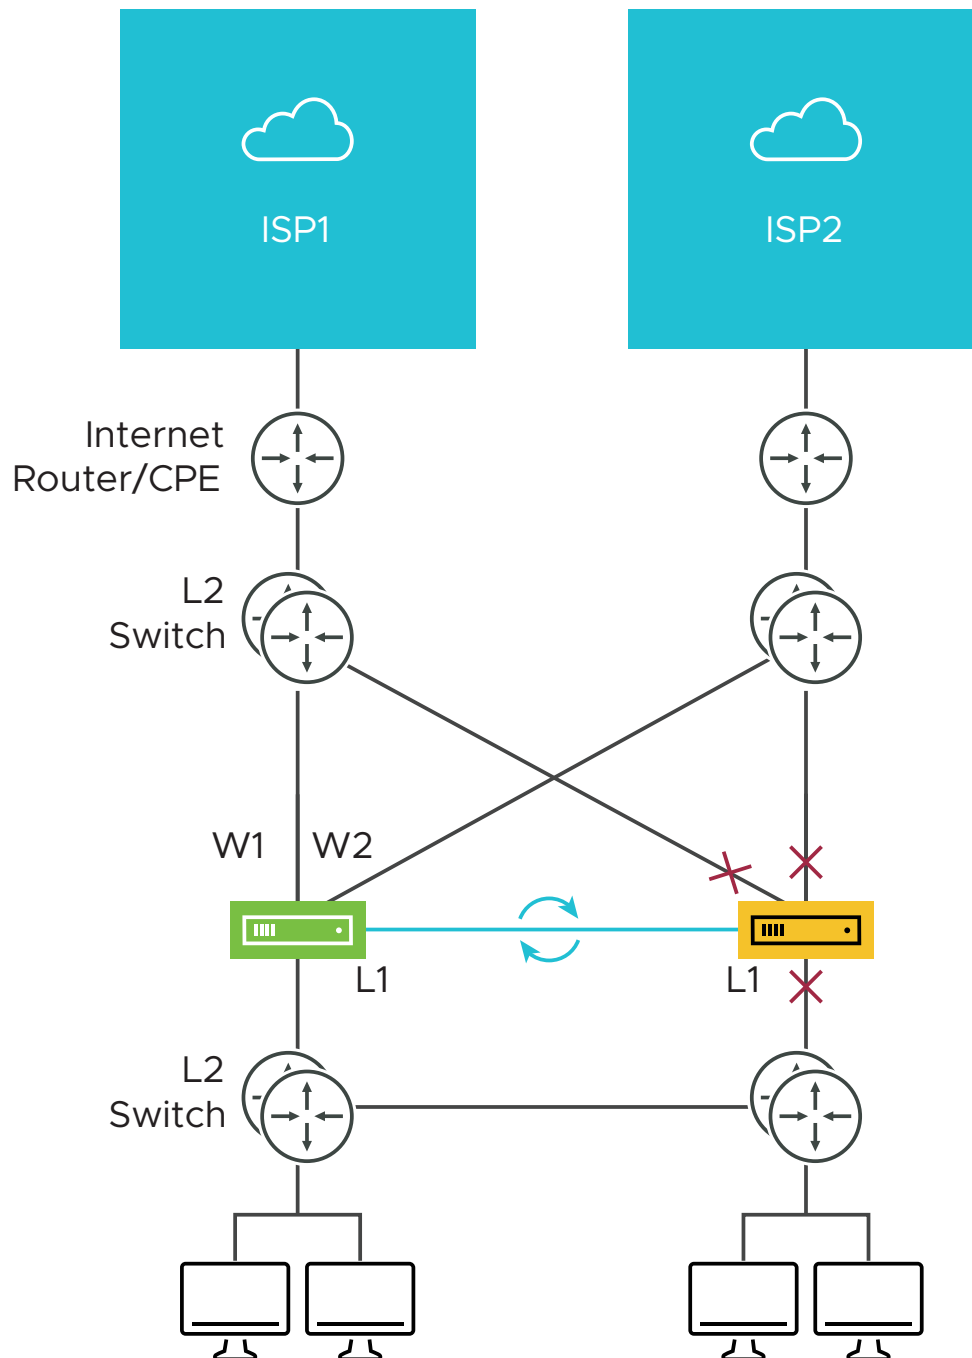 ISP1
ISP2
Internet
Router/CPE
L2
Switch
W1
W2
L1
L1
L2
Switch